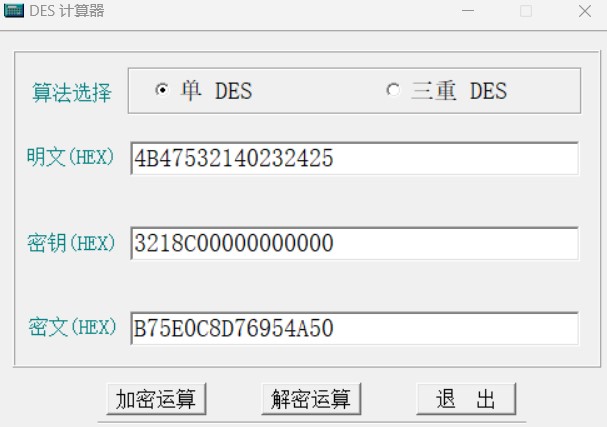 DES 计算器
算法选择 单 DES 三重 DES
明文(HEX) 4B47532140232425
密钥(HEX) 3218C00000000000
密文(HEX) B75E0C8D76954A50
加密运算 解密运算 退 出